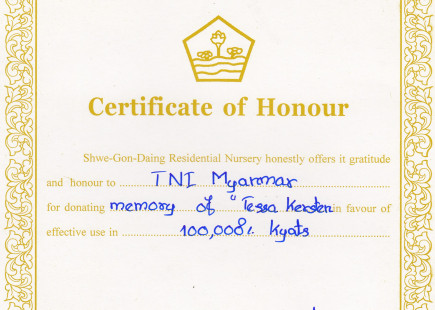 Certificate of Honour
Shwe-Gon-Daing Residential Nursery honestly offers it gratitude
and honour to TNI Myanmar
for donating memory of "Tessa Kersten in favour of
effective use in 100,008/. Kyats